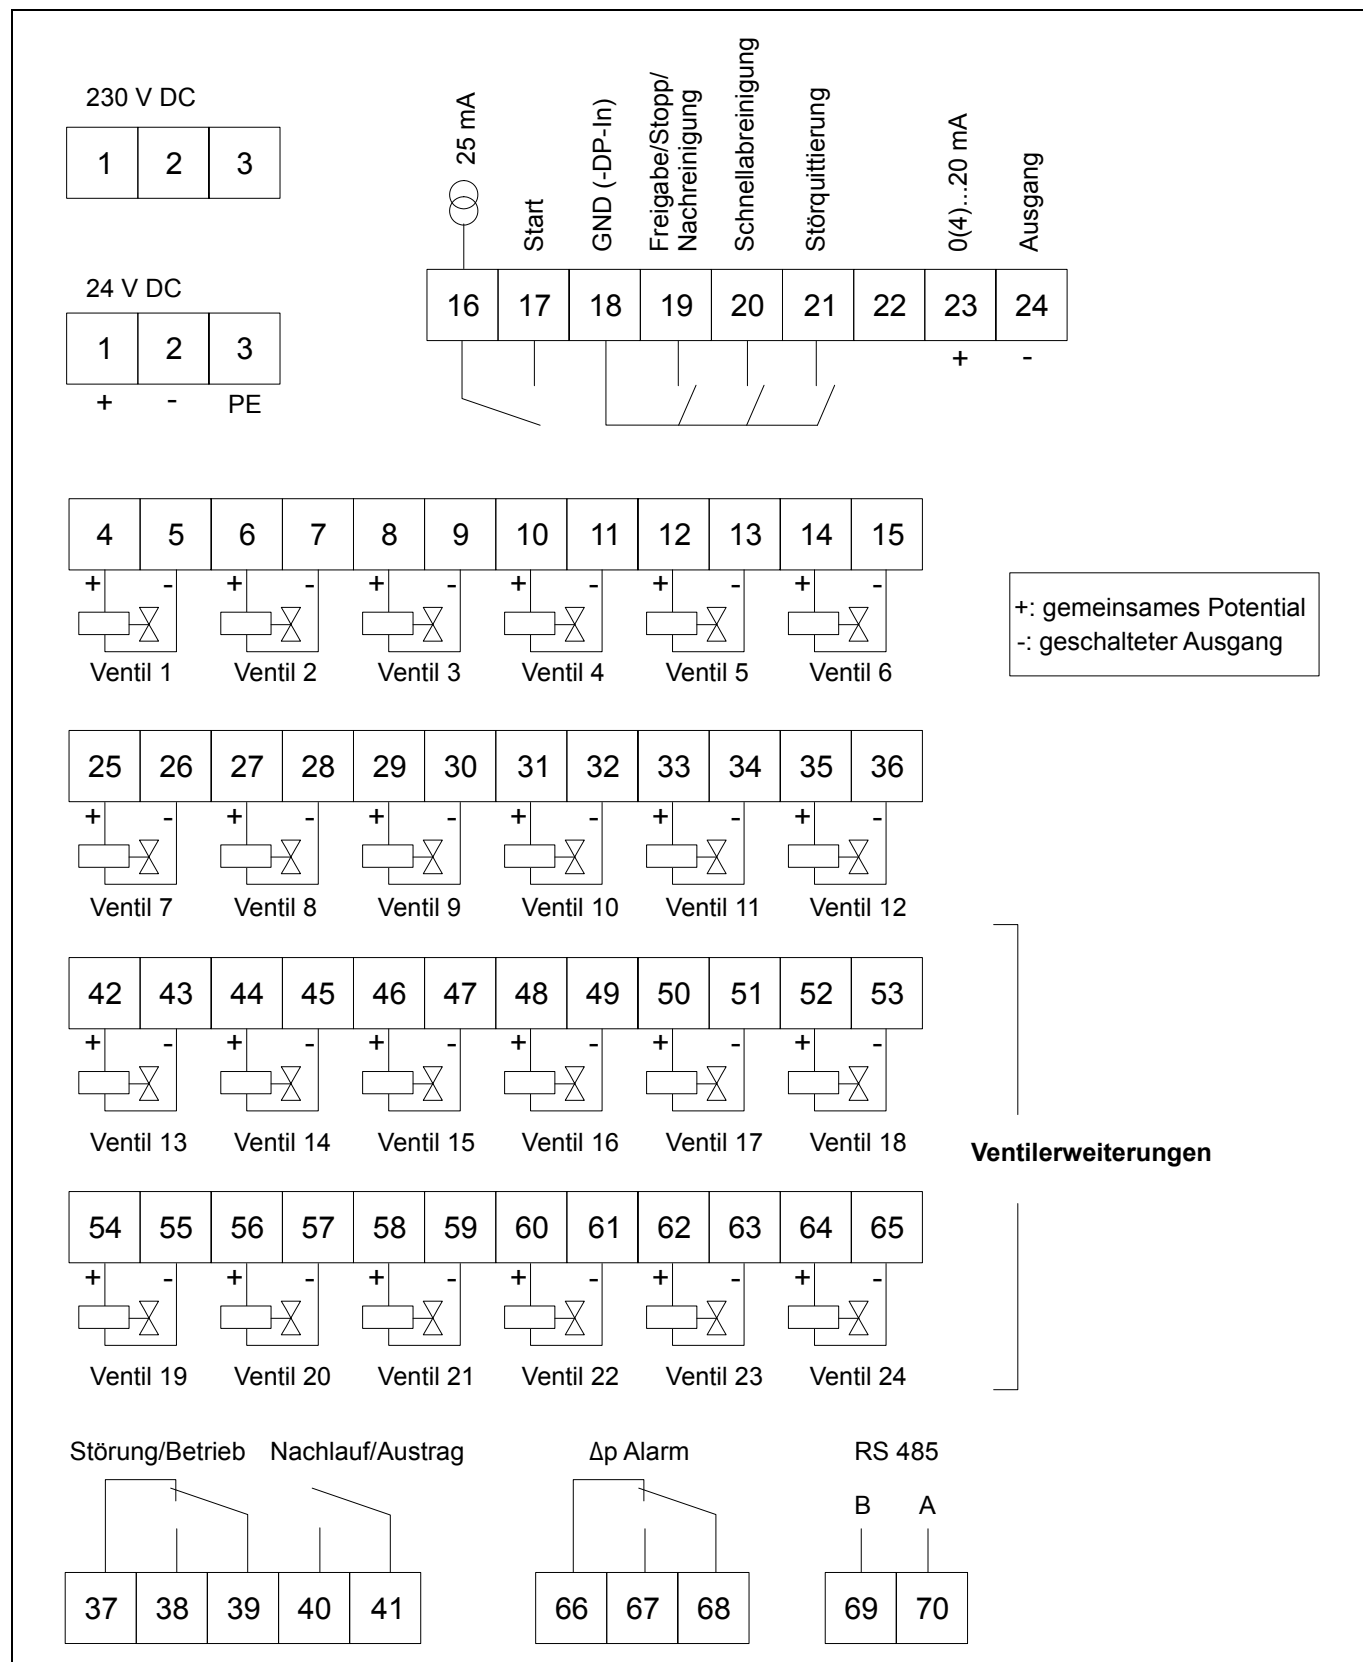 230 V DC
1 2 3
24 V DC
1 2 3
+ - PE
25 mA
Start
GND (-DP-In)
Freigabe/Stopp/
Nachreinigung
Schnellabreinigung
Störquittierung
0(4)...20 mA
Ausgang
16 17 18 19 20 21 22 23 24
+ -
4 5 6 7 8 9 10 11 12 13 14 15
+ - + - + - + - + - + -
Ventil 1 Ventil 2 Ventil 3 Ventil 4 Ventil 5 Ventil 6
+: gemeinsames Potential
-: geschalteter Ausgang
25 26 27 28 29 30 31 32 33 34 35 36
+ - + - + - + - + - + -
Ventil 7 Ventil 8 Ventil 9 Ventil 10 Ventil 11 Ventil 12
42 43 44 45 46 47 48 49 50 51 52 53
+ - + - + - + - + - + -
Ventil 13 Ventil 14 Ventil 15 Ventil 16 Ventil 17 Ventil 18
Ventilerweiterungen
54 55 56 57 58 59 60 61 62 63 64 65
+ - + - + - + - + - + -
Ventil 19 Ventil 20 Ventil 21 Ventil 22 Ventil 23 Ventil 24
Störung/Betrieb Nachlauf/Austrag
37 38 39 40 41
Δp Alarm
66 67 68
RS 485
B A
69 70